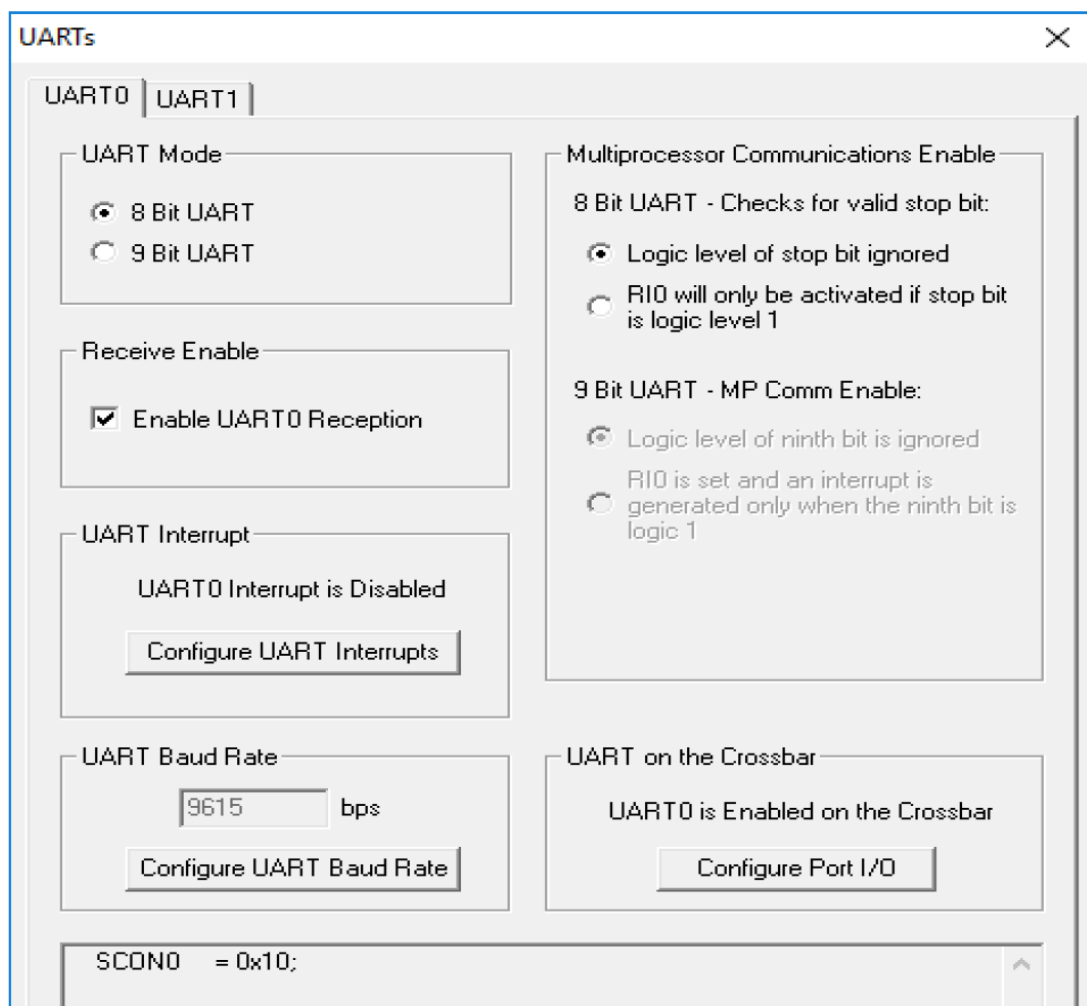 UARTs
UART0
UART1
UART Mode
8 Bit UART
9 Bit UART
Receive Enable
Enable UART0 Reception
UART Interrupt
UART0 Interrupt is Disabled
Configure UART Interrupts
UART Baud Rate
9615 bps
Configure UART Baud Rate
Multiprocessor Communications Enable
8 Bit UART - Checks for valid stop bit:
Logic level of stop bit ignored
RI0 will only be activated if stop bit
is logic level 1
9 Bit UART - MP Comm Enable:
Logic level of ninth bit is ignored
RI0 is set and an interrupt is
generated only when the ninth bit is
logic 1
UART on the Crossbar
UART0 is Enabled on the Crossbar
Configure Port I/O
SCON0 = 0x10;